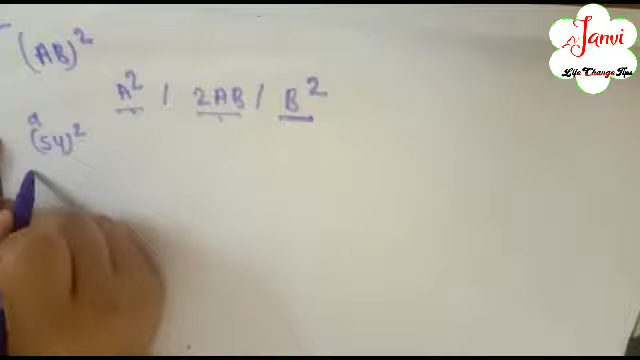 (AB)²
A² / 2AB / B²
a
(54)²
Janvi
Life Change Tips